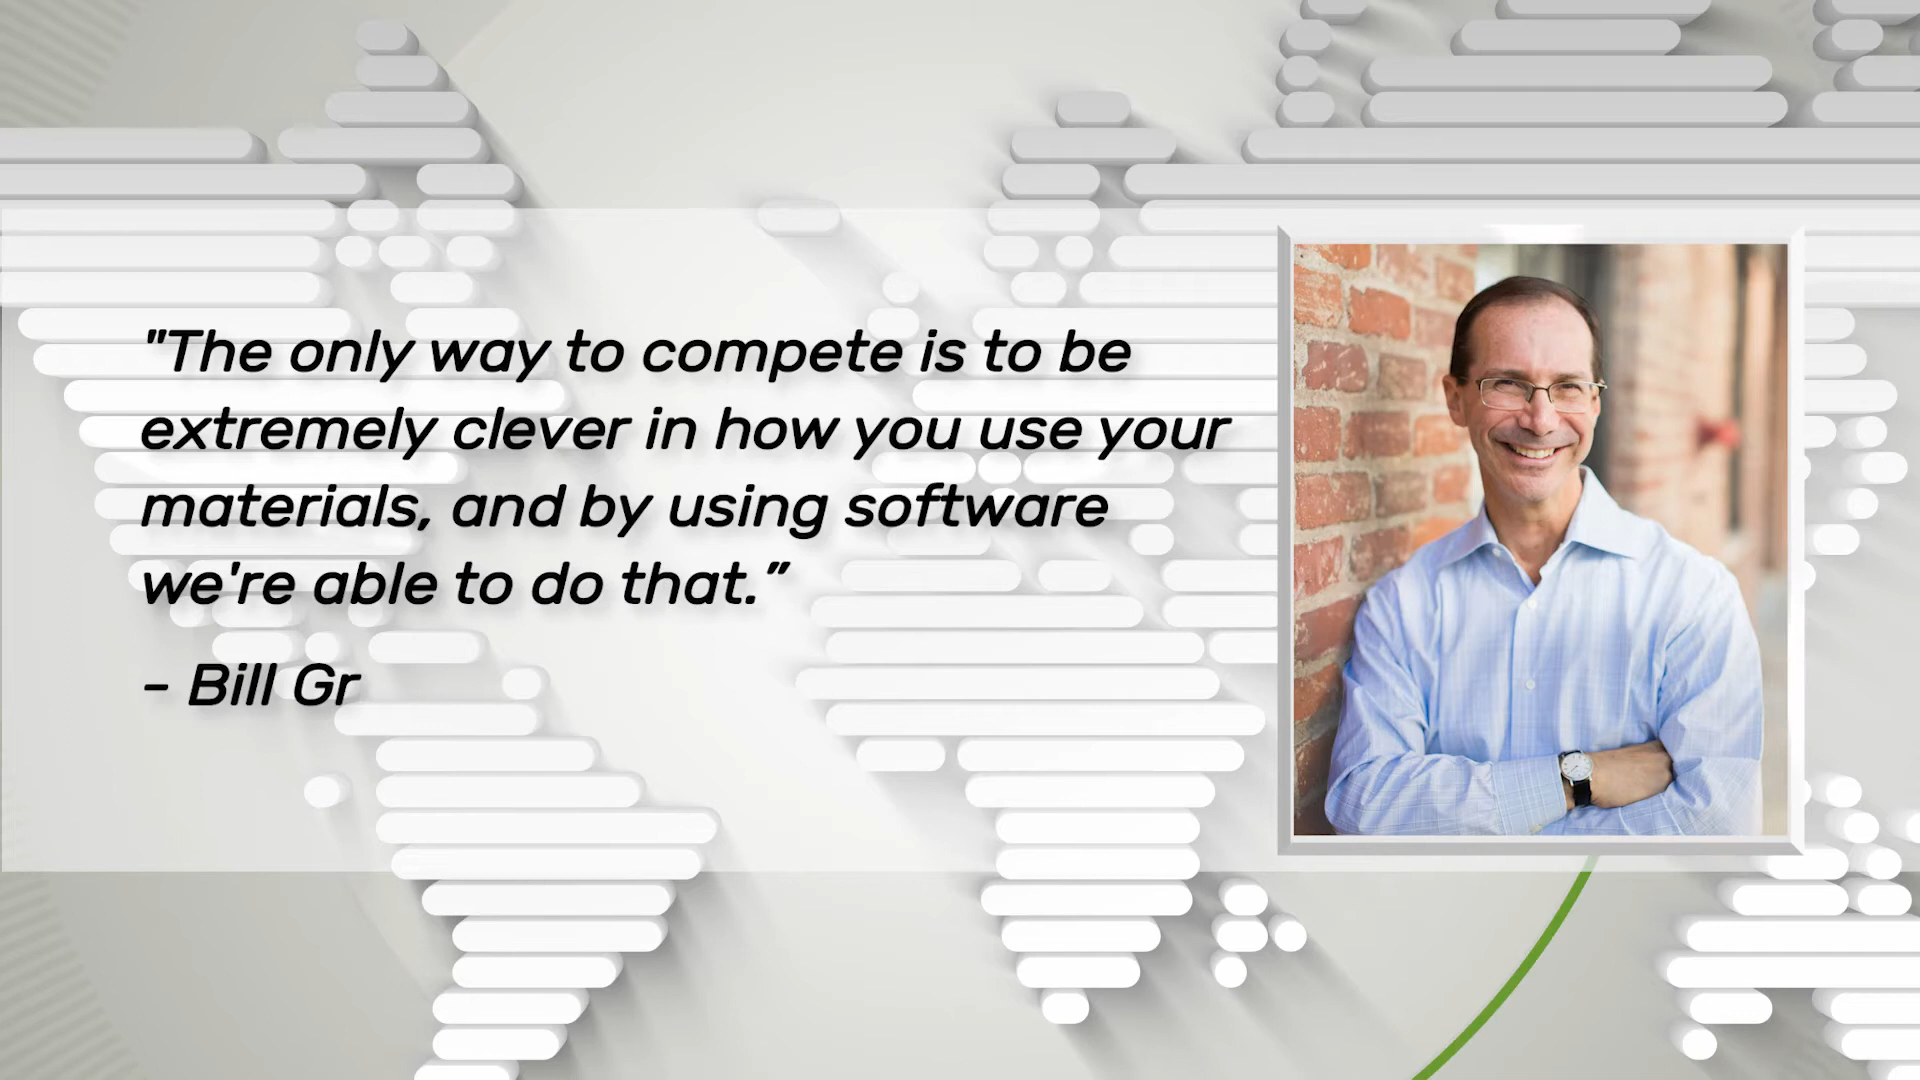 "The only way to compete is to be
extremely clever in how you use your
materials, and by using software
we're able to do that.”
– Bill Gr